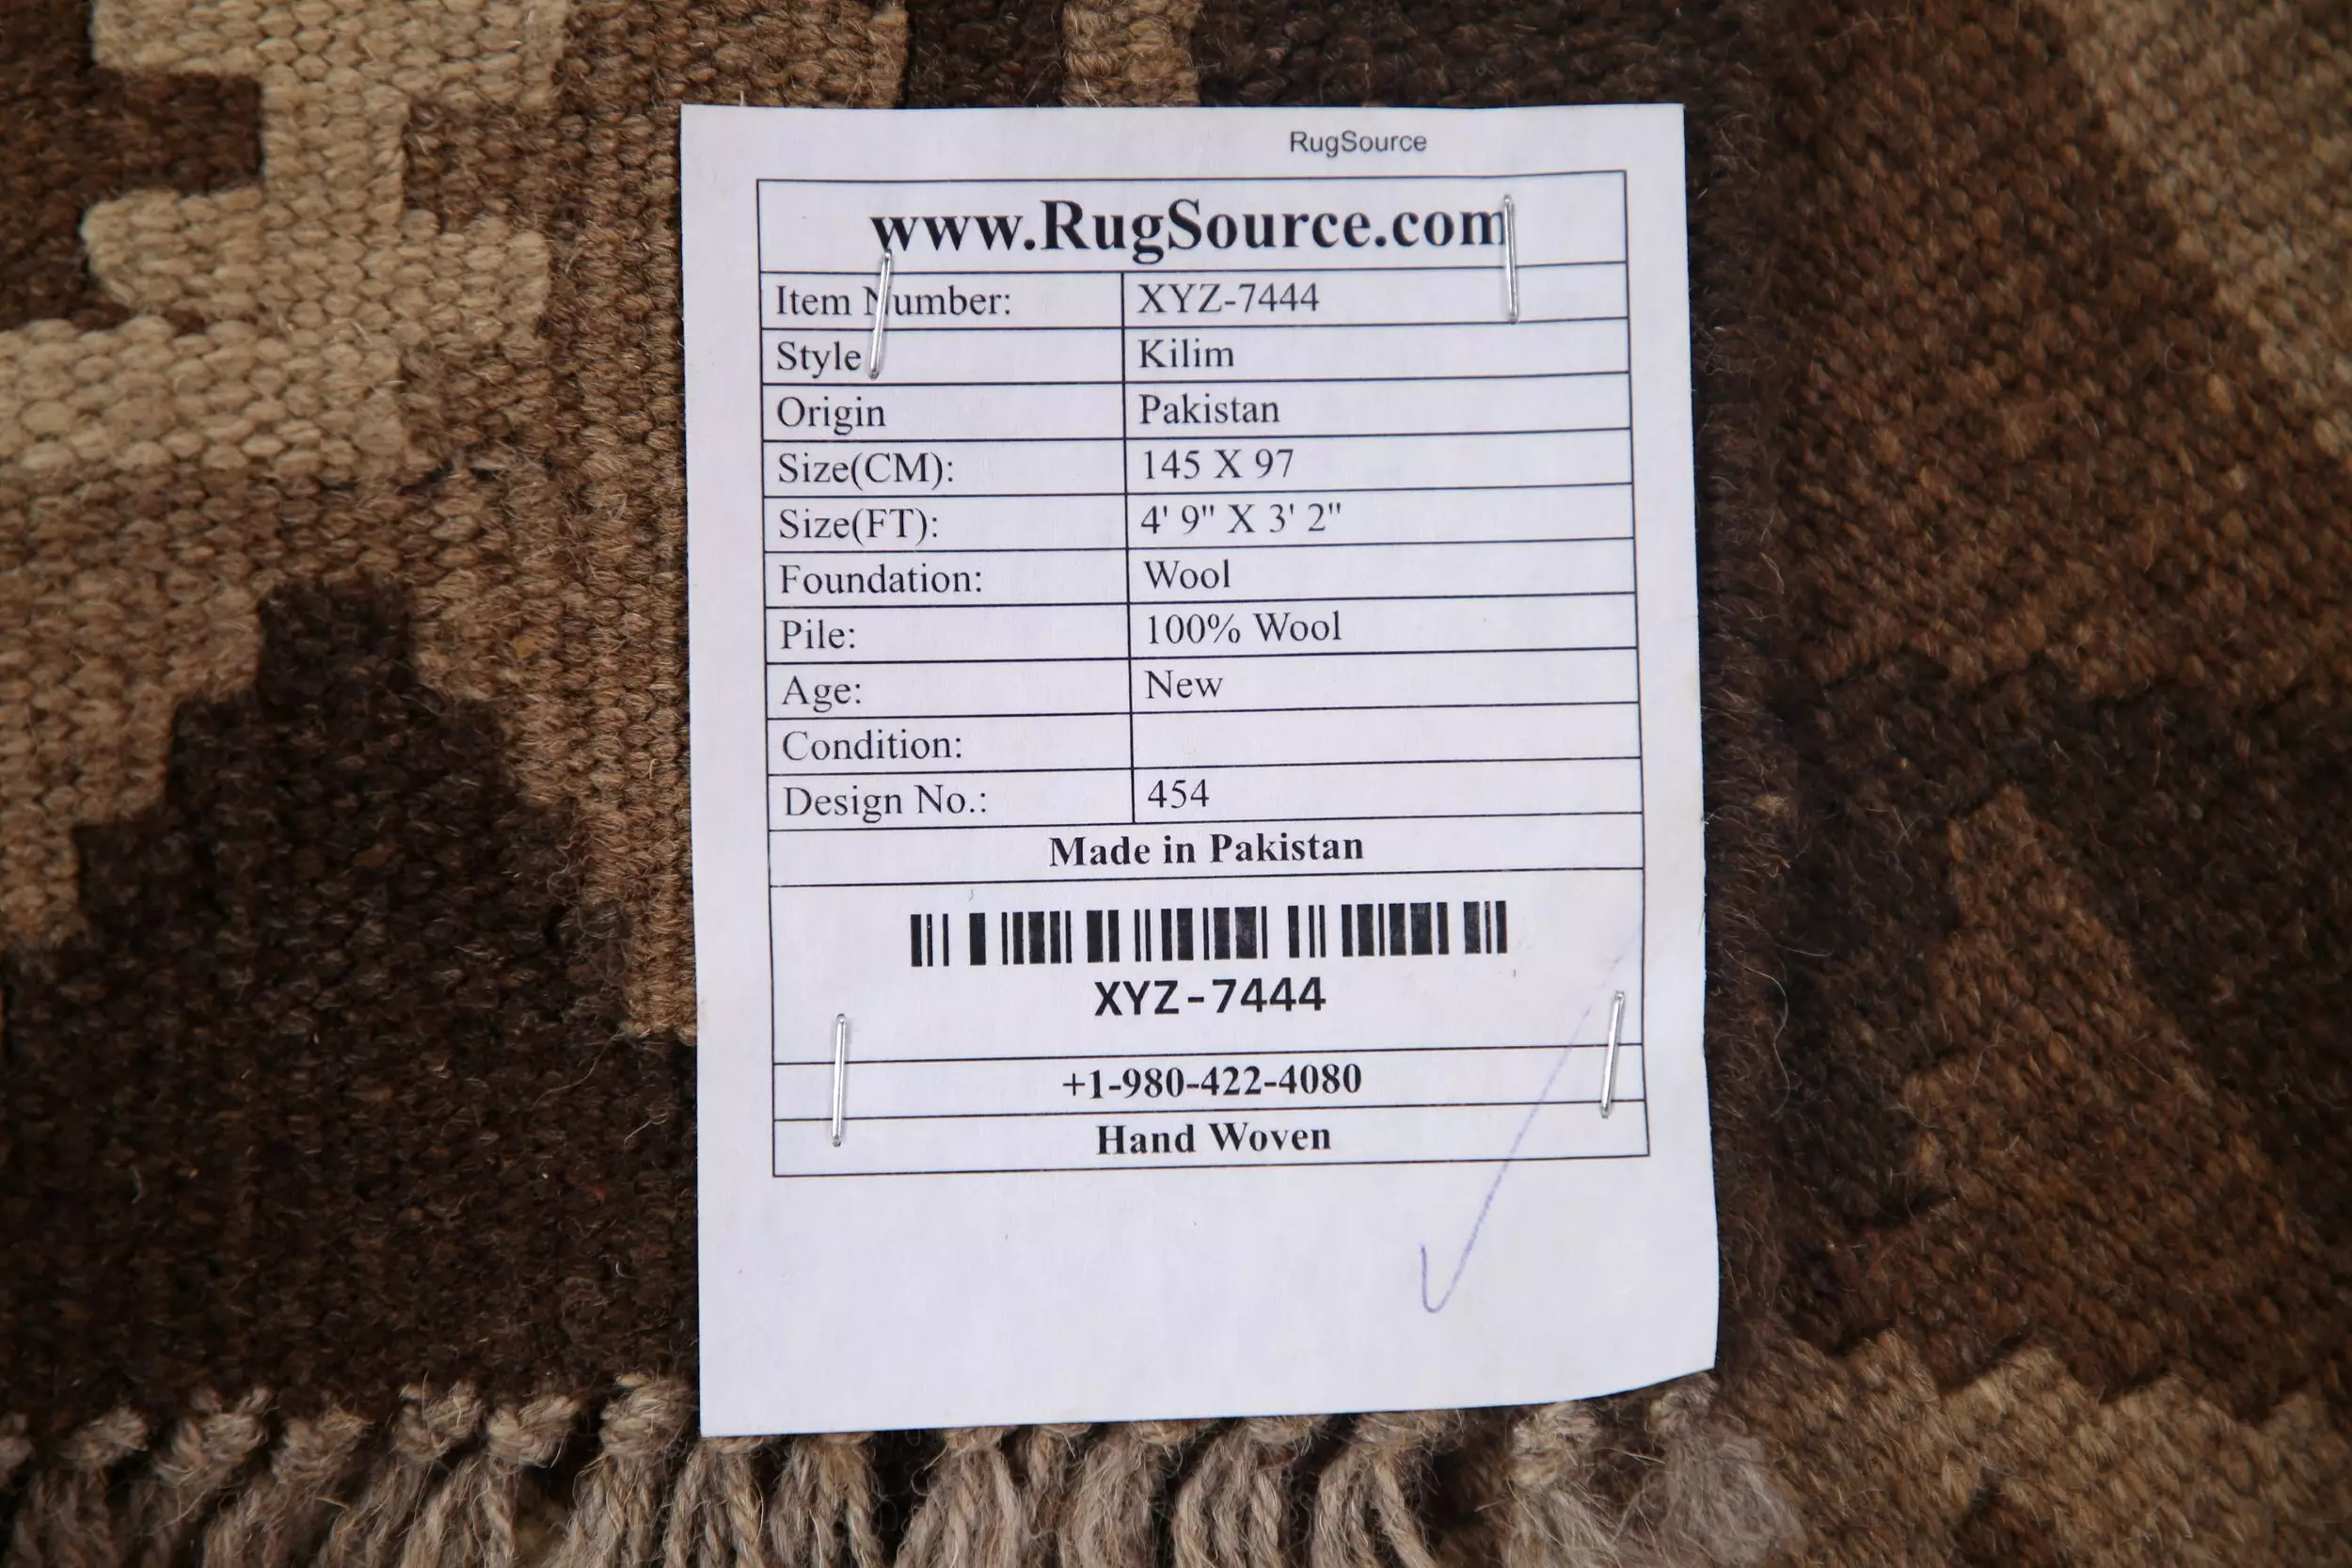 RugSource
www.RugSource.com
Item Number: XYZ-7444
Style Kilim
Origin Pakistan
Size(CM): 145 X 97
Size(FT): 4' 9" X 3' 2"
Foundation: Wool
Pile: 100% Wool
Age: New
Condition:
Design No.: 454
Made in Pakistan
XYZ-7444
+1-980-422-4080
Hand Woven